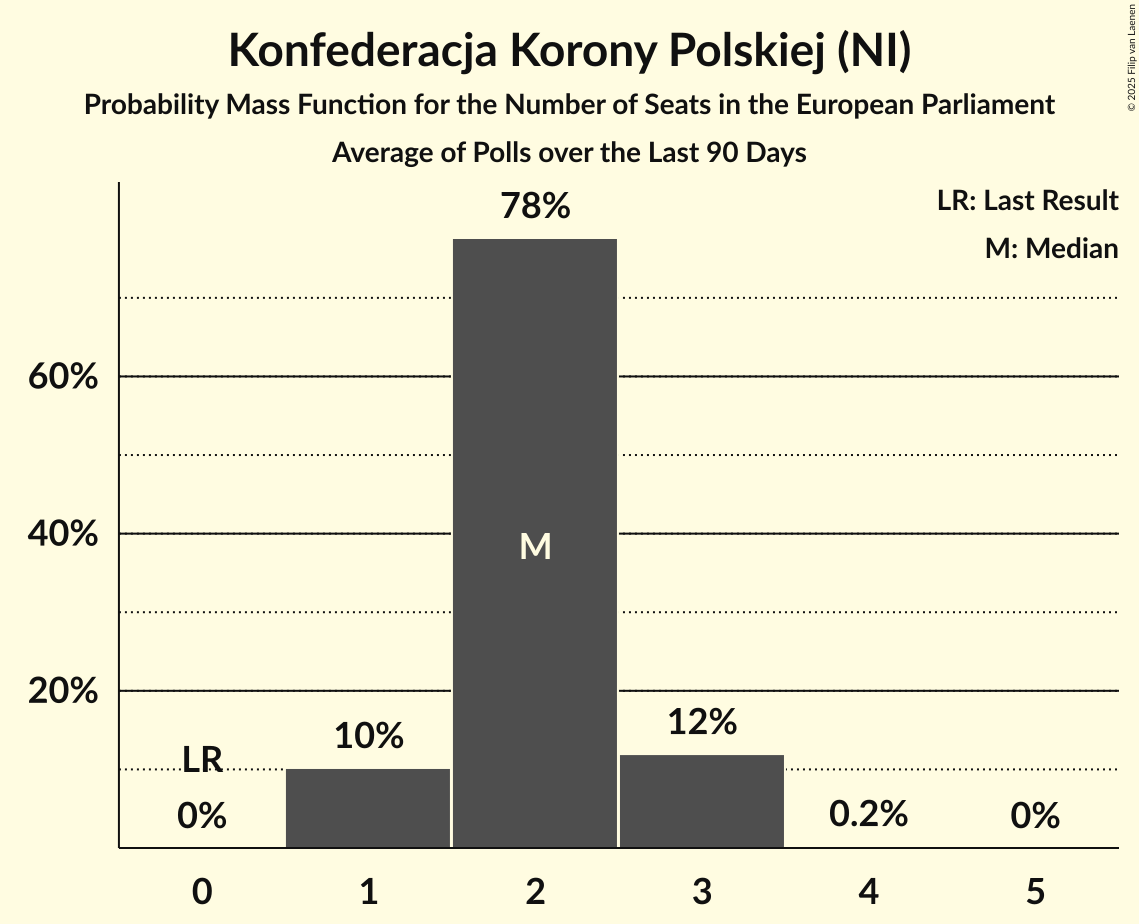 Konfederacja Korony Polskiej (NI)
Probability Mass Function for the Number of Seats in the European Parliament
Average of Polls over the Last 90 Days
© 2025 Filip van Laenen
LR: Last Result
M: Median
78%
60%
40%
20%
M
LR
0%
10%
12%
0.2%
0%
0 1 2 3 4 5